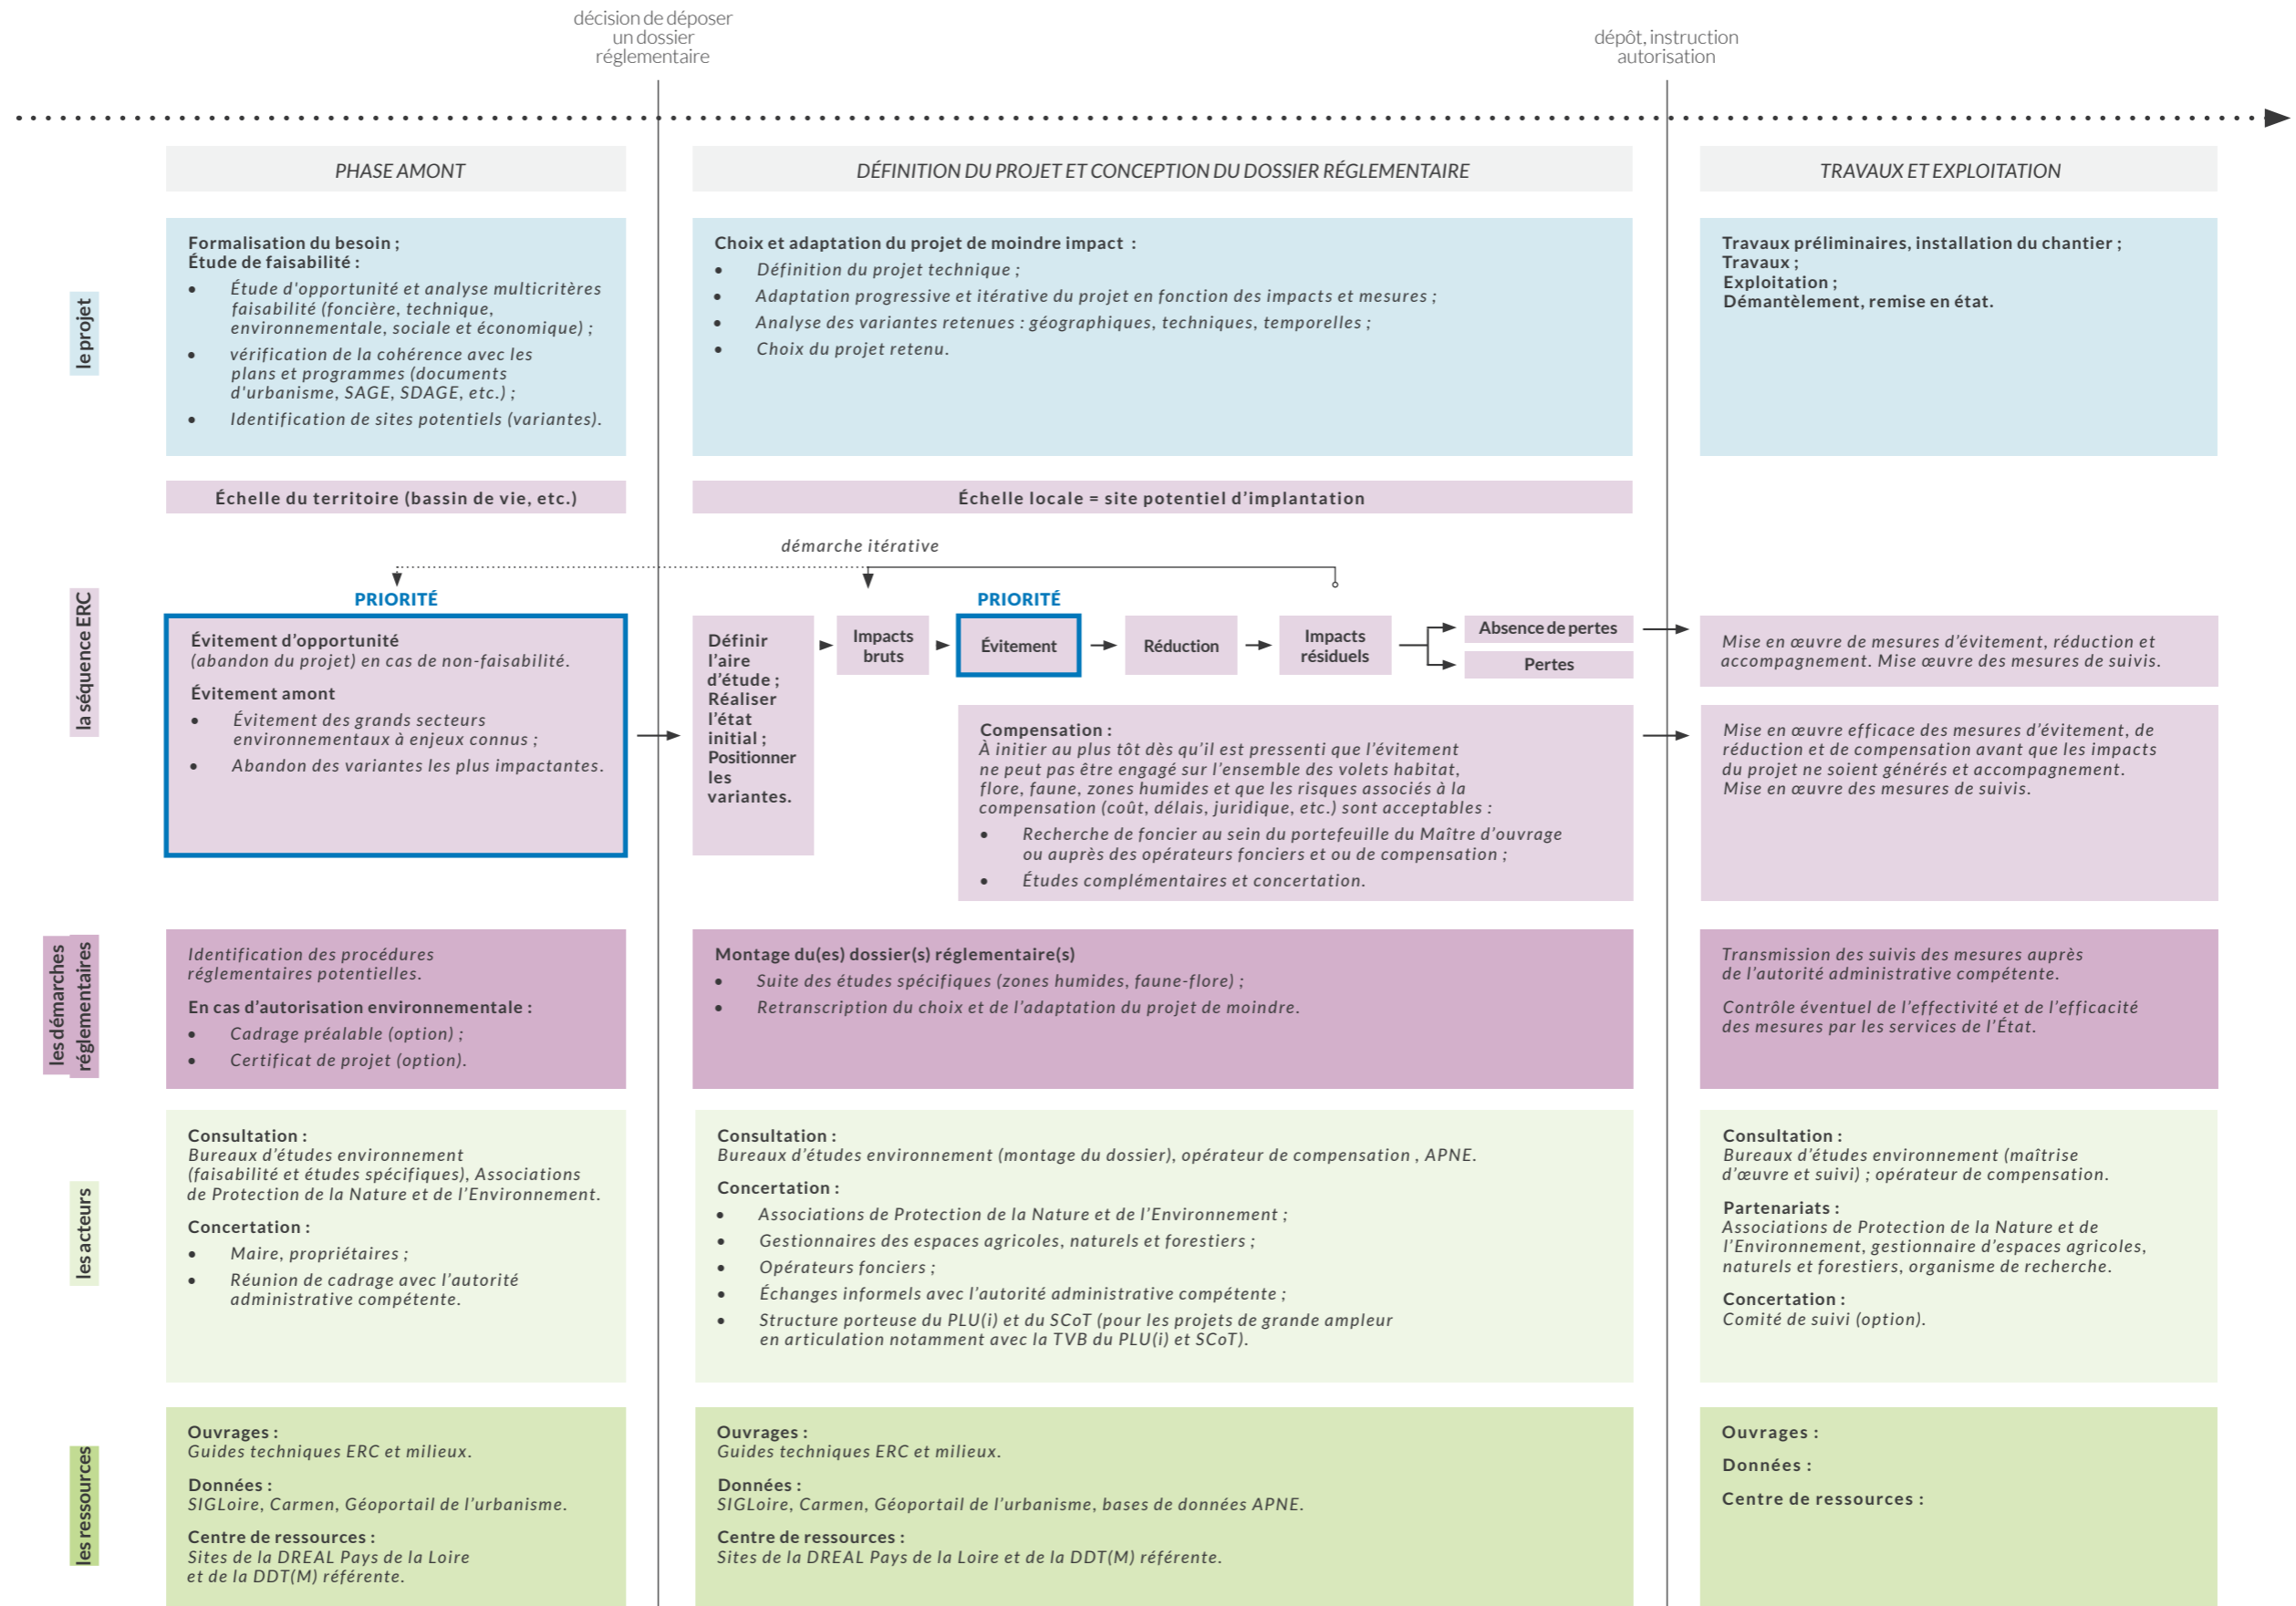 décision de déposer
un dossier
réglementaire
dépôt, instruction
autorisation
PHASE AMONT
DÉFINITION DU PROJET ET CONCEPTION DU DOSSIER RÉGLEMENTAIRE
TRAVAUX ET EXPLOITATION
le projet
Formalisation du besoin ;
Étude de faisabilité :
• Étude d'opportunité et analyse multicritères
faisabilité (foncière, technique,
environnementale, sociale et économique) ;
• vérification de la cohérence avec les
plans et programmes (documents
d'urbanisme, SAGE, SDAGE, etc.) ;
• Identification de sites potentiels (variantes).
Choix et adaptation du projet de moindre impact :
• Définition du projet technique ;
• Adaptation progressive et itérative du projet en fonction des impacts et mesures ;
• Analyse des variantes retenues : géographiques, techniques, temporelles ;
• Choix du projet retenu.
Travaux préliminaires, installation du chantier ;
Travaux ;
Exploitation ;
Démantèlement, remise en état.
Échelle du territoire (bassin de vie, etc.)
Échelle locale = site potentiel d’implantation
démarche itérative
la séquence ERC
PRIORITÉ
Évitement d’opportunité
(abandon du projet) en cas de non-faisabilité.
Évitement amont
• Évitement des grands secteurs
environnementaux à enjeux connus ;
• Abandon des variantes les plus impactantes.
Définir
l’aire
d’étude ;
Réaliser
l’état
initial ;
Positionner
les
variantes.
Impacts
bruts
PRIORITÉ
Évitement
Réduction
Impacts
résiduels
Absence de pertes
Pertes
Compensation :
À initier au plus tôt dès qu’il est pressenti que l’évitement
ne peut pas être engagé sur l’ensemble des volets habitat,
flore, faune, zones humides et que les risques associés à la
compensation (coût, délais, juridique, etc.) sont acceptables :
• Recherche de foncier au sein du portefeuille du Maître d’ouvrage
ou auprès des opérateurs fonciers et ou de compensation ;
• Études complémentaires et concertation.
Mise en œuvre de mesures d’évitement, réduction et
accompagnement. Mise œuvre des mesures de suivis.
Mise en œuvre efficace des mesures d’évitement, de
réduction et de compensation avant que les impacts
du projet ne soient générés et accompagnement.
Mise en œuvre des mesures de suivis.
les démarches
réglementaires
Identification des procédures
réglementaires potentielles.
En cas d’autorisation environnementale :
• Cadrage préalable (option) ;
• Certificat de projet (option).
Montage du(es) dossier(s) réglementaire(s)
• Suite des études spécifiques (zones humides, faune-flore) ;
• Retranscription du choix et de l’adaptation du projet de moindre.
Transmission des suivis des mesures auprès
de l’autorité administrative compétente.
Contrôle éventuel de l’effectivité et de l’efficacité
des mesures par les services de l’État.
les acteurs
Consultation :
Bureaux d’études environnement
(faisabilité et études spécifiques), Associations
de Protection de la Nature et de l’Environnement.
Concertation :
• Maire, propriétaires ;
• Réunion de cadrage avec l’autorité
administrative compétente.
Consultation :
Bureaux d’études environnement (montage du dossier), opérateur de compensation , APNE.
Concertation :
• Associations de Protection de la Nature et de l’Environnement ;
• Gestionnaires des espaces agricoles, naturels et forestiers ;
• Opérateurs fonciers ;
• Échanges informels avec l’autorité administrative compétente ;
• Structure porteuse du PLU(i) et du SCoT (pour les projets de grande ampleur
en articulation notamment avec la TVB du PLU(i) et SCoT).
Consultation :
Bureaux d’études environnement (maîtrise
d’œuvre et suivi) ; opérateur de compensation.
Partenariats :
Associations de Protection de la Nature et de
l’Environnement, gestionnaire d’espaces agricoles,
naturels et forestiers, organisme de recherche.
Concertation :
Comité de suivi (option).
les ressources
Ouvrages :
Guides techniques ERC et milieux.
Données :
SIGLoire, Carmen, Géoportail de l’urbanisme.
Centre de ressources :
Sites de la DREAL Pays de la Loire
et de la DDT(M) référente.
Ouvrages :
Guides techniques ERC et milieux.
Données :
SIGLoire, Carmen, Géoportail de l’urbanisme, bases de données APNE.
Centre de ressources :
Sites de la DREAL Pays de la Loire et de la DDT(M) référente.
Ouvrages :
Données :
Centre de ressources :